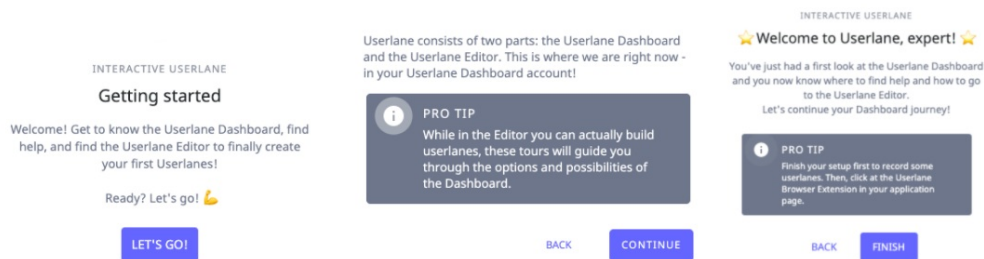 INTERACTIVE USERLANE
Getting started
Welcome! Get to know the Userlane Dashboard, find
help, and find the Userlane Editor to finally create
your first Userlanes!
Ready? Let's go! 💪
LET'S GO!
Userlane consists of two parts: the Userlane Dashboard
and the Userlane Editor. This is where we are right now -
in your Userlane Dashboard account!
PRO TIP
While in the Editor you can actually build
userlanes, these tours will guide you
through the options and possibilities of
the Dashboard.
BACK
CONTINUE
INTERACTIVE USERLANE
⭐Welcome to Userlane, expert! ⭐
You've just had a first look at the Userlane Dashboard
and you now know where to find help and how to go
to the Userlane Editor.
Let's continue your Dashboard journey!
PRO TIP
Finish your setup first to record some
userlanes. Then, click at the Userlane
Browser Extension in your application
page.
BACK
FINISH